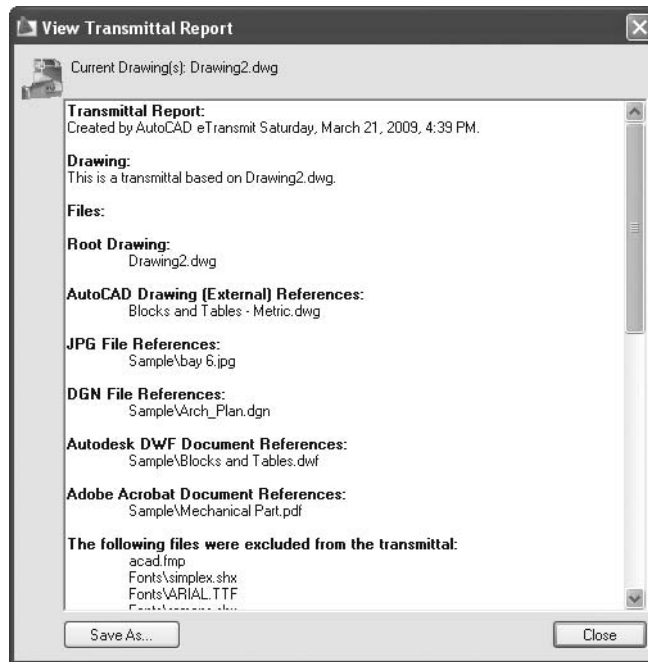 View Transmittal Report
Current Drawing(s): Drawing2.dwg
Transmittal Report:
Created by AutoCAD eTransmit Saturday, March 21, 2009, 4:39 PM.
Drawing:
This is a transmittal based on Drawing2.dwg.
Files:
Root Drawing:
Drawing2.dwg
AutoCAD Drawing (External) References:
Blocks and Tables - Metric.dwg
JPG File References:
Sample\bay 6.jpg
DGN File References:
Sample\Arch_Plan.dgn
Autodesk DWF Document References:
Sample\Blocks and Tables.dwf
Adobe Acrobat Document References:
Sample\Mechanical Part.pdf
The following files were excluded from the transmittal:
acad.fmp
Fonts\simplex.shx
Fonts\ARIAL.TTF
Save As...
Close